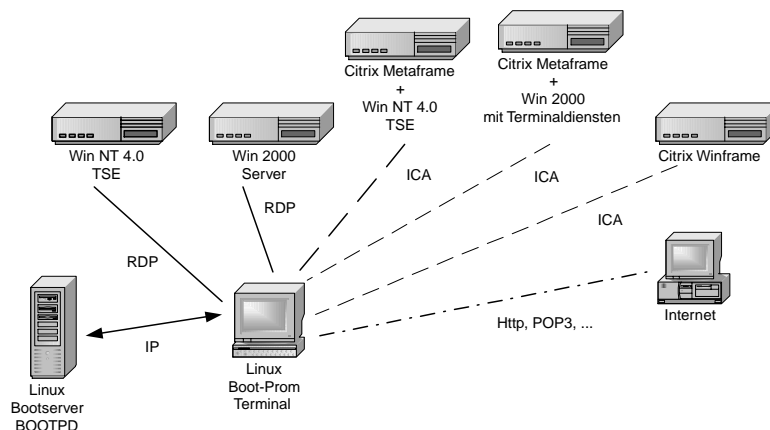 Citrix Metaframe
+
Win NT 4.0
TSE
Citrix Metaframe
+
Win 2000
mit Terminaldiensten
Win NT 4.0
TSE
Win 2000
Server
Citrix Winframe
ICA
ICA
ICA
RDP
RDP
IP
Http, POP3, ...
Internet
Linux
Boot-Prom
Terminal
Linux
Bootserver
BOOTPD